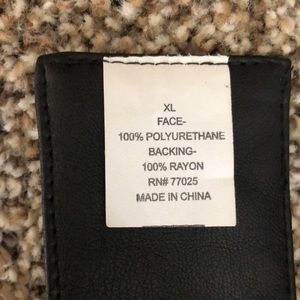 XL
FACE-
100% POLYURETHANE
BACKING-
100% RAYON
RN# 77025
MADE IN CHINA